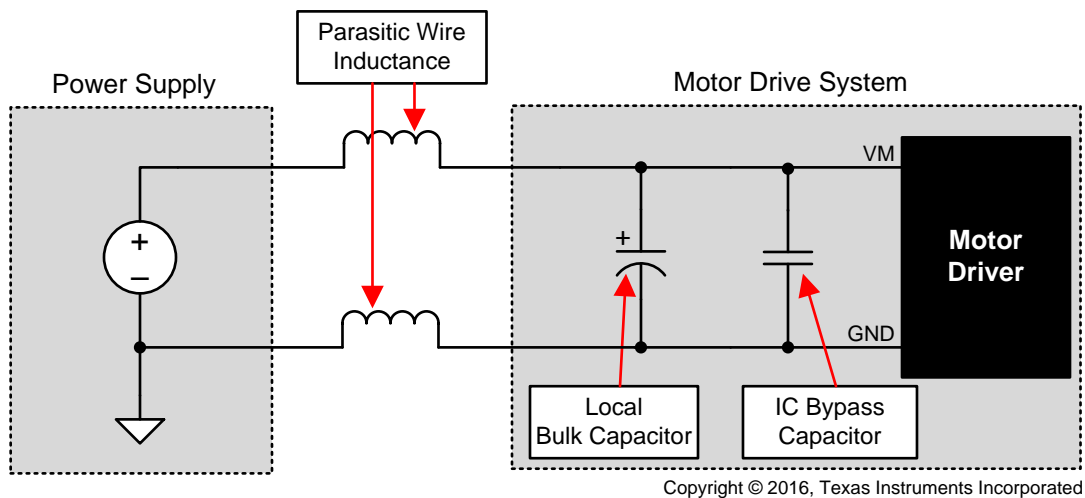 Parasitic Wire
Inductance
Power Supply
Motor Drive System
VM
+
–
+
Motor
Driver
GND
Local
Bulk Capacitor
IC Bypass
Capacitor
Copyright © 2016, Texas Instruments Incorporated